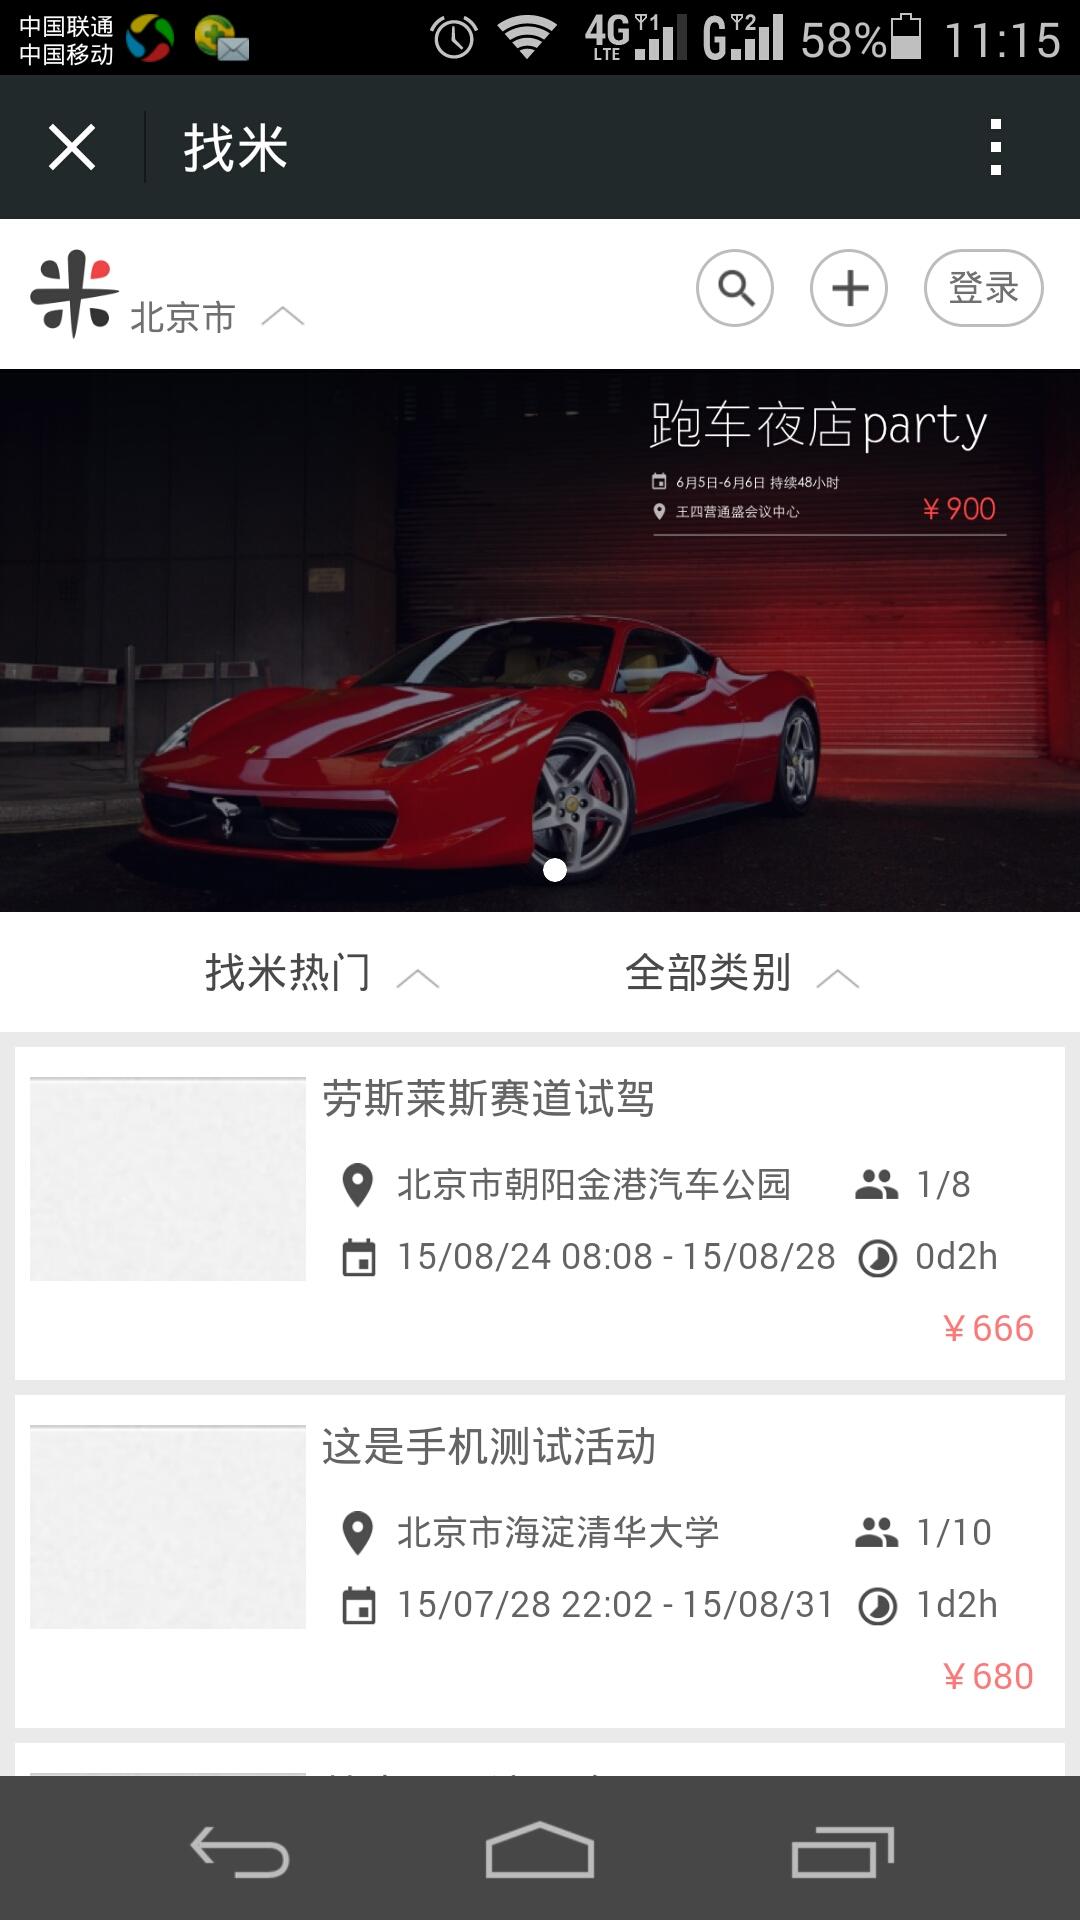 中国联通
中国移动
4G LTE 1 G 2 58% 11:15
找米
北京市
登录
跑车夜店party
6月5日-6月6日 持续48小时
王四营通盛会议中心
¥ 900
找米热门
全部类别
劳斯莱斯赛道试驾
北京市朝阳金港汽车公园
1/8
15/08/24 08:08 - 15/08/28
0d2h
¥666
这是手机测试活动
北京市海淀清华大学
1/10
15/07/28 22:02 - 15/08/31
1d2h
¥680